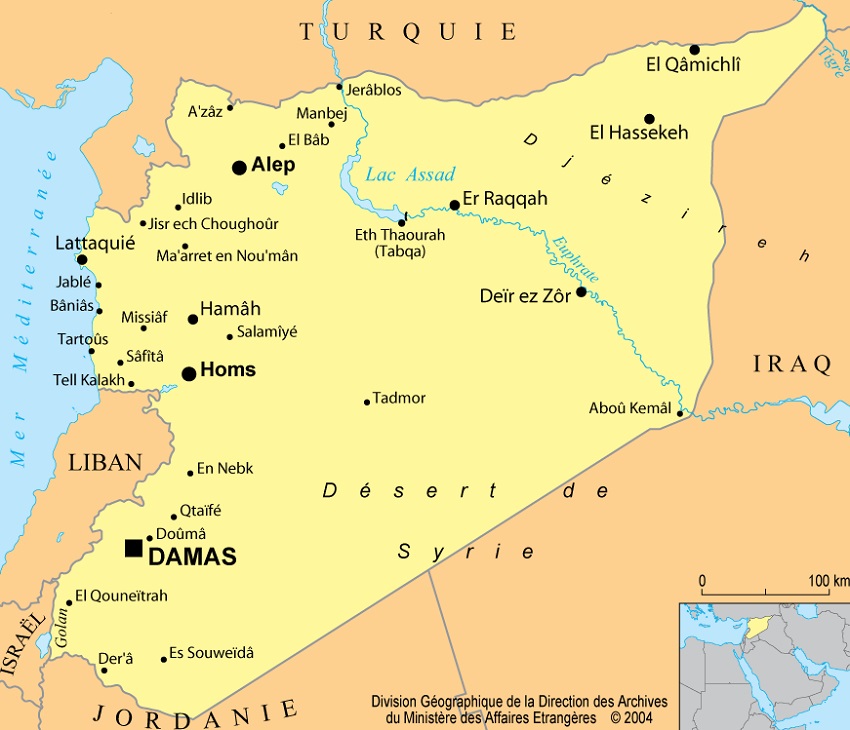 TURQUIE
Tigre
El Qâmichlî
Jerâblos
A'zâz
Manbej
El Hassekeh
El Bâb
Djézireh
Alep
Lac Assad
Idlib
Er Raqqah
Jisr ech Choughoûr
Eth Thaourah
(Tabqa)
Lattaquié
Ma'arret en Nou'mân
Euphrate
Mer Méditerranée
Jablé
Deïr ez Zôr
Bâniâs
Hamâh
Missiâf
Salamîyé
Tartoûs
Sâfîtâ
IRAQ
Homs
Tell Kalakh
Tadmor
Aboû Kemâl
LIBAN
En Nebk
Désert de
Syrie
Qtaïfé
Doûmâ
DAMAS
0 100 km
El Qouneïtrah
Golan
ISRAËL
Der'â
Es Souweïdâ
JORDANIE
Division Géographique de la Direction des Archives
du Ministère des Affaires Etrangères © 2004